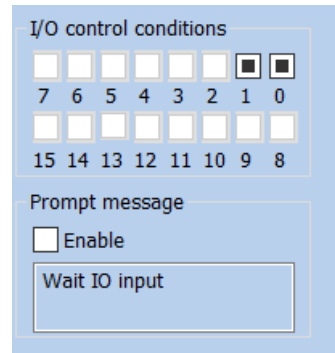 I/O control conditions
7 6 5 4 3 2 1 0
15 14 13 12 11 10 9 8
Prompt message
Enable
Wait IO input